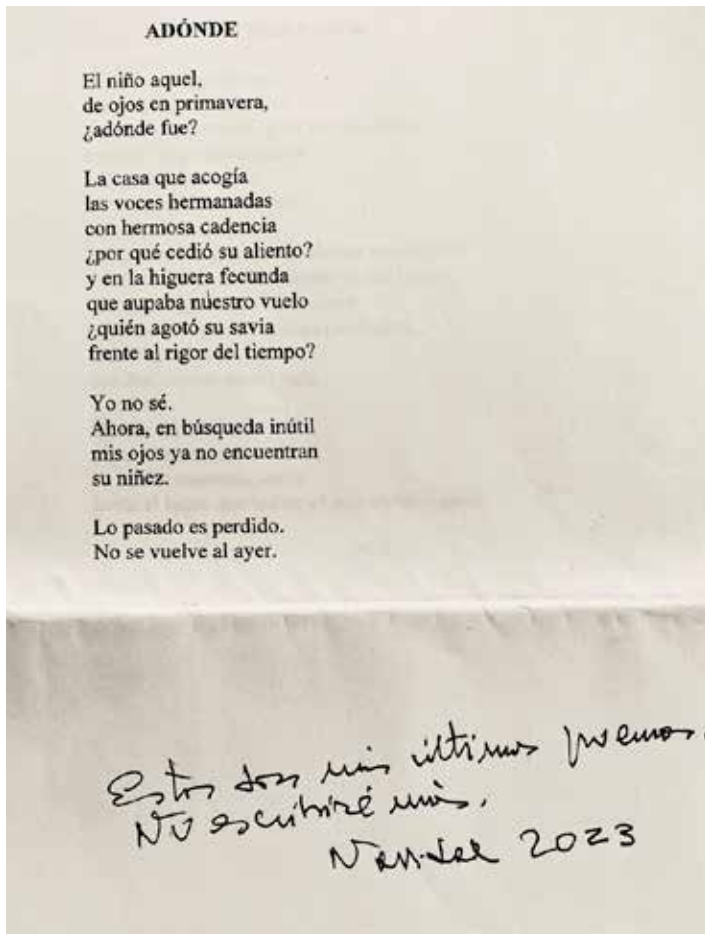 ADÓNDE
El niño aquel,
de ojos en primavera,
¿adónde fue?
La casa que acogía
las voces hermanadas
con hermosa cadencia
¿por qué cedió su aliento?
y en la higuera fecunda
que aupaba nuestro vuelo
¿quién agotó su savia
frente al rigor del tiempo?
Yo no sé.
Ahora, en búsqueda inútil
mis ojos ya no encuentran
su niñez.
Lo pasado es perdido.
No se vuelve al ayer.
Estos son mis últimos poemas.
No escribiré más.
2023